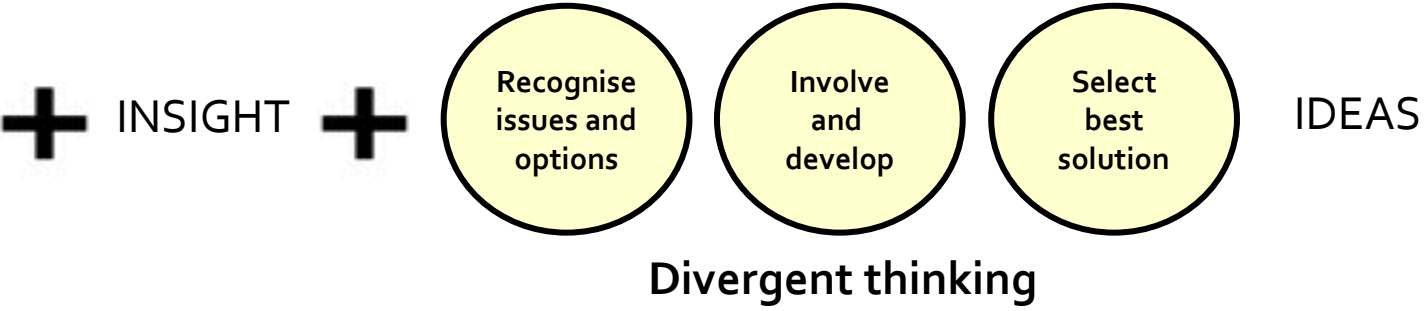 + INSIGHT +
Recognise
issues and
options
Involve
and
develop
Select
best
solution
IDEAS
Divergent thinking